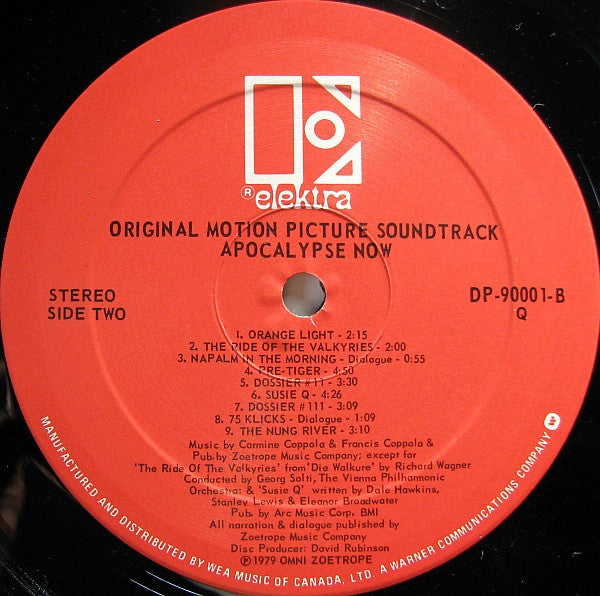 ® elektra
ORIGINAL MOTION PICTURE SOUNDTRACK
APOCALYPSE NOW
STEREO
SIDE TWO
DP-90001-B
Q
1. ORANGE LIGHT - 2:15
2. THE RIDE OF THE VALKYRIES - 2:00
3. NAPALM IN THE MORNING - Dialogue - 0:55
4. PRE-TIGER - 4:50
5. DOSSIER #11 - 3:30
6. SUSIE Q - 4:26
7. DOSSIER #111 - 3:09
8. 75 KLICKS - Dialogue - 1:09
9. THE NUNG RIVER - 3:10
Music by Carmine Coppola & Francis Coppola &
Pub.by Zoetrope Music Company; except for
'The Ride Of The Valkyries' from 'Die Walkure' by Richard Wagner
Conducted by Georg Solti, The Vienna Philharmonic
Orchestra: & 'Susie Q' written by Dale Hawkins,
Stanley Lewis & Eleanor Broadwater
Pub. by Arc Music Corp. BMI
All narration & dialogue published by
Zoetrope Music Company
Disc Producer: David Rubinson
℗1979 OMNI ZOETROPE
MANUFACTURED AND DISTRIBUTED BY WEA MUSIC OF CANADA, LTD. A WARNER COMMUNICATIONS COMPANY